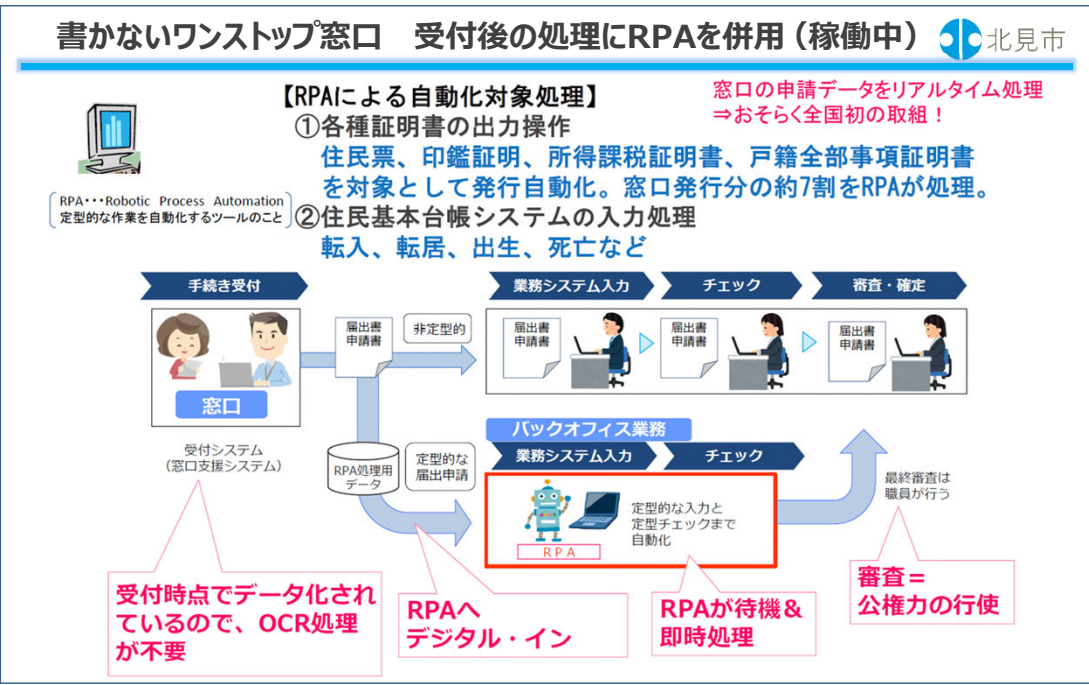 書かないワンストップ窓口 受付後の処理にRPAを併用（稼働中）
北見市
窓口の申請データをリアルタイム処理
⇒おそらく全国初の取組！
【RPAによる自動化対象処理】
①各種証明書の出力操作
住民票、印鑑証明、所得課税証明書、戸籍全部事項証明書
を対象として発行自動化。窓口発行分の約7割をRPAが処理。
RPA･･･Robotic Process Automation
定型的な作業を自動化するツールのこと
②住民基本台帳システムの入力処理
転入、転居、出生、死亡など
手続き受付
業務システム入力
チェック
審査・確定
届出書
申請書
非定型的
届出書
申請書
届出書
申請書
届出書
申請書
窓口
バックオフィス業務
受付システム
（窓口支援システム）
RPA処理用
データ
定型的な
届出申請
業務システム入力
チェック
定型的な入力と
定型チェックまで
自動化
RPA
最終審査は
職員が行う
受付時点でデータ化され
ているので、OCR処理
が不要
RPAへ
デジタル・イン
RPAが待機＆
即時処理
審査＝
公権力の行使